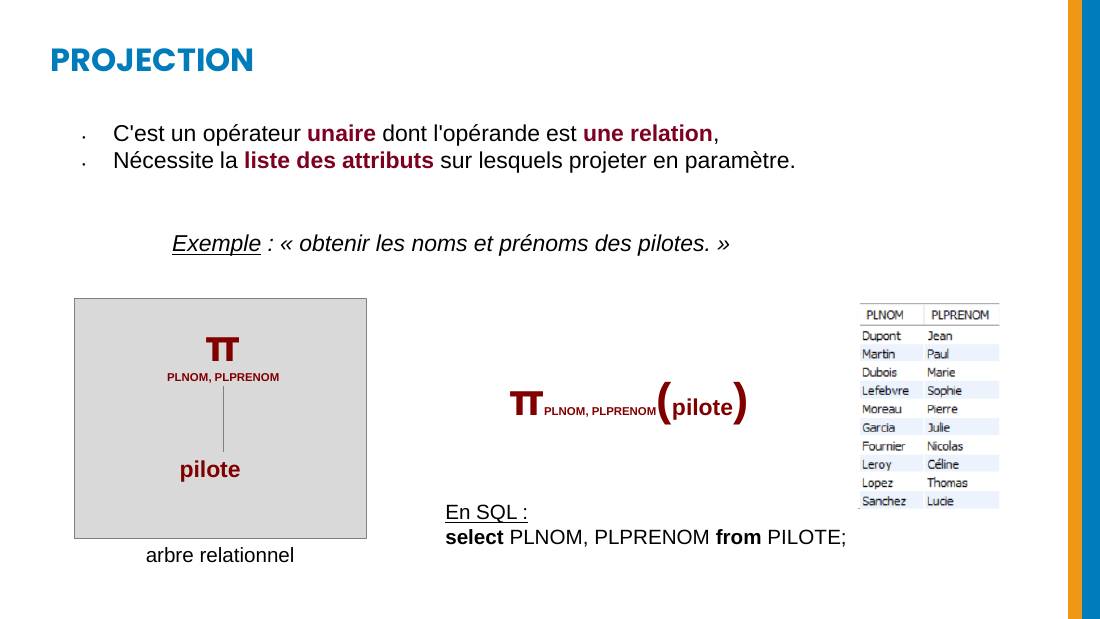 PROJECTION
· C'est un opérateur unaire dont l'opérande est une relation,
· Nécessite la liste des attributs sur lesquels projeter en paramètre.
Exemple : « obtenir les noms et prénoms des pilotes. »
π
PLNOM, PLPRENOM
pilote
arbre relationnel
π PLNOM, PLPRENOM(pilote)
En SQL :
select PLNOM, PLPRENOM from PILOTE;
PLNOM PLPRENOM
Dupont Jean
Martin Paul
Dubois Marie
Lefebvre Sophie
Moreau Pierre
Garcia Julie
Fournier Nicolas
Leroy Céline
Lopez Thomas
Sanchez Lucie